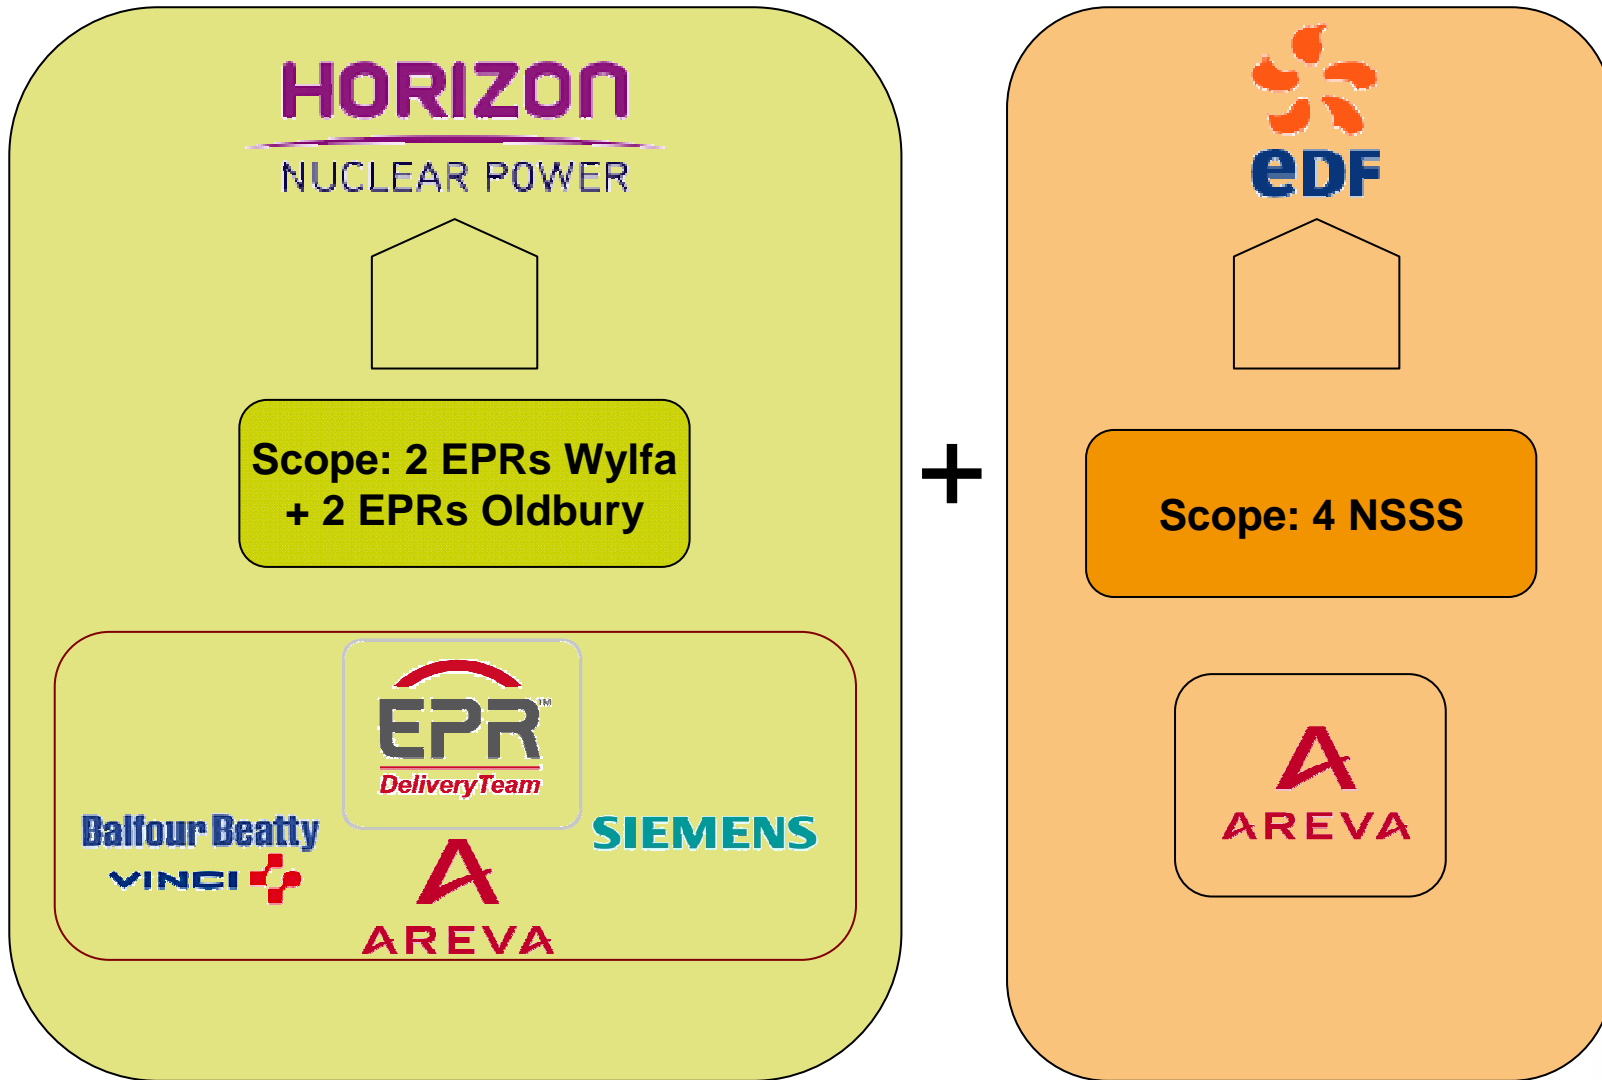 HORIZON
NUCLEAR POWER
Scope: 2 EPRs Wylfa
+ 2 EPRs Oldbury
EPR™
DeliveryTeam
Balfour Beatty
VINCI
SIEMENS
AREVA
+
eDF
Scope: 4 NSSS
AREVA